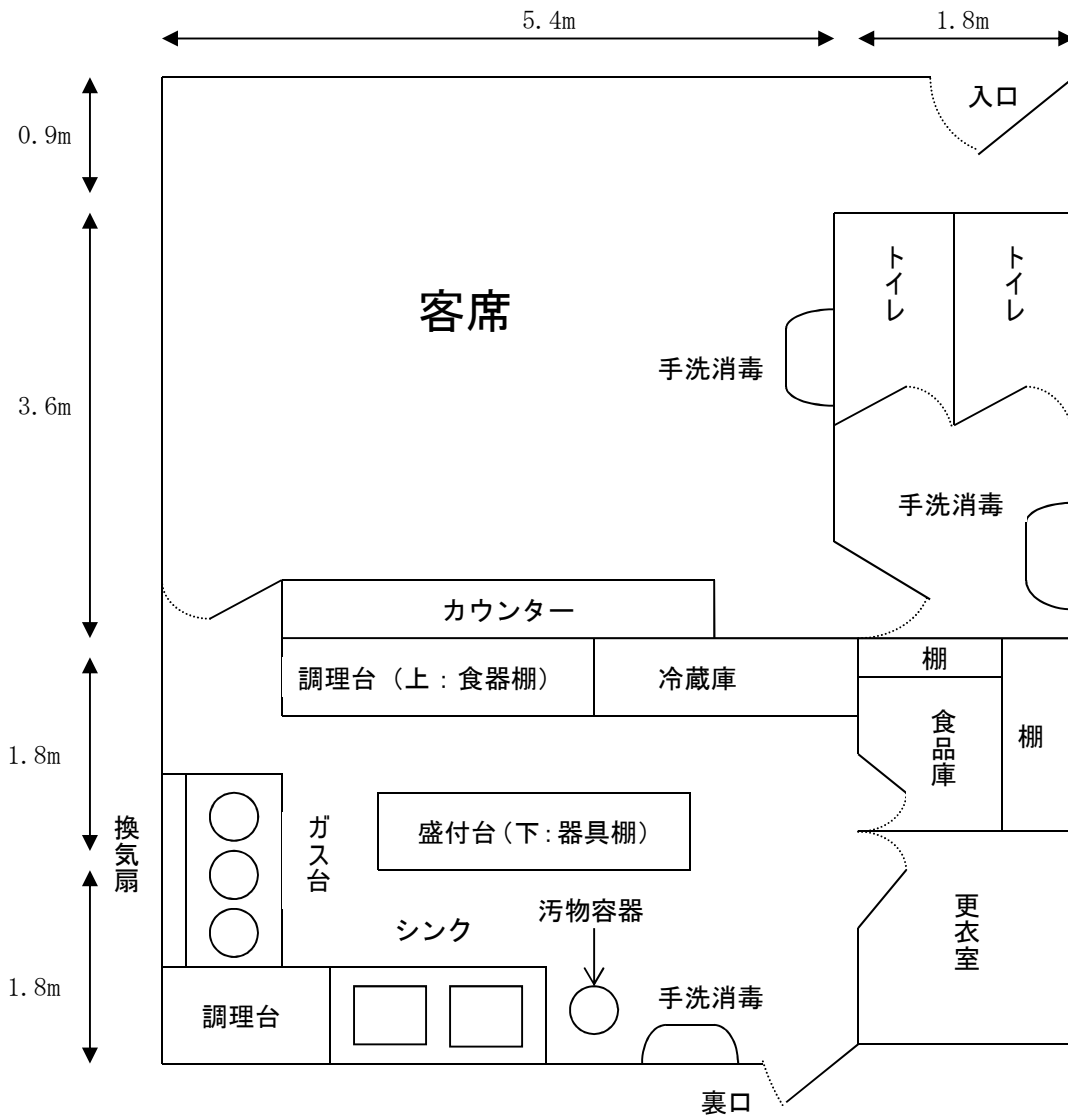 5.4m
1.8m
入口
0.9m
トイレ
トイレ
客席
手洗消毒
3.6m
手洗消毒
カウンター
調理台(上:食器棚)
冷蔵庫
棚
食品庫
棚
1.8m
換気扇
ガス台
盛付台(下:器具棚)
汚物容器
シンク
更衣室
1.8m
調理台
手洗消毒
裏口